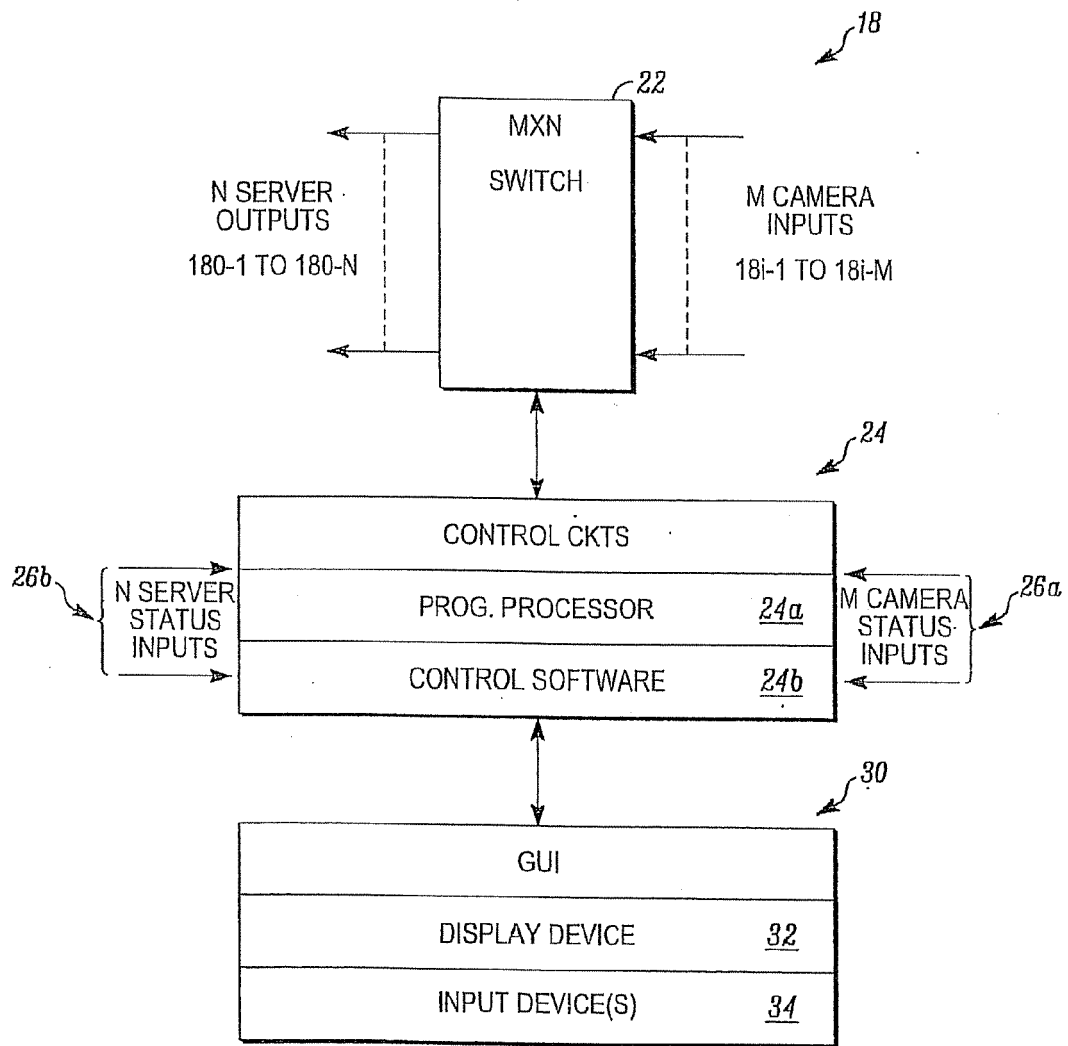 18
22
MXN
SWITCH
N SERVER
OUTPUTS
180-1 TO 180-N
M CAMERA
INPUTS
18i-1 TO 18i-M
24
CONTROL CKTS
26b
N SERVER
STATUS
INPUTS
PROG. PROCESSOR 24a
CONTROL SOFTWARE 24b
M CAMERA
STATUS
INPUTS
26a
30
GUI
DISPLAY DEVICE 32
INPUT DEVICE(S) 34